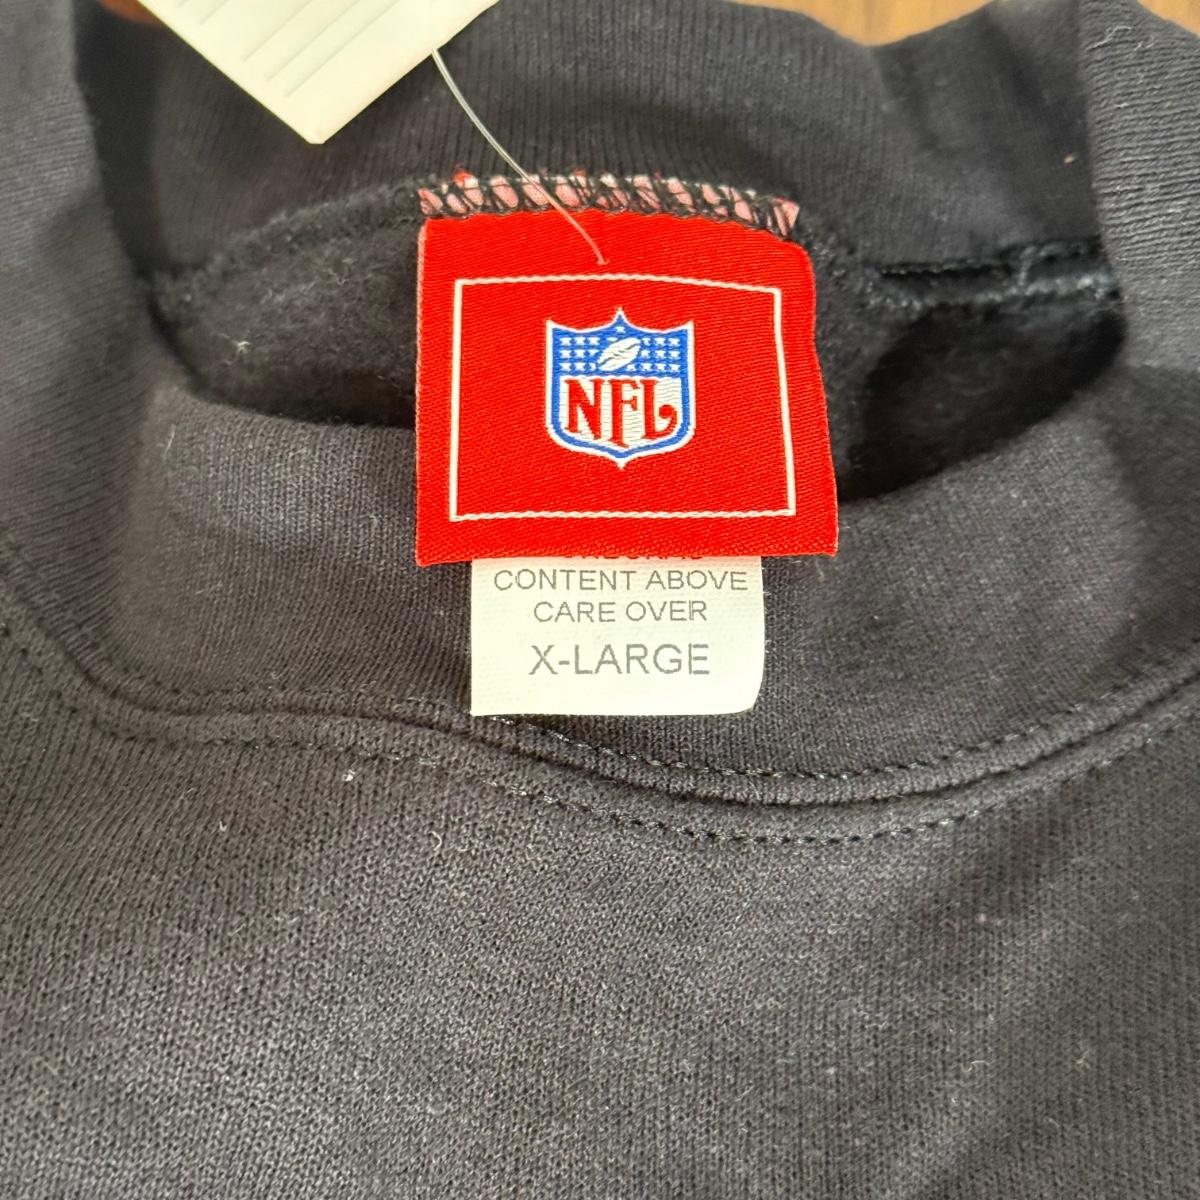 NFL
CONTENT ABOVE
CARE OVER
X-LARGE